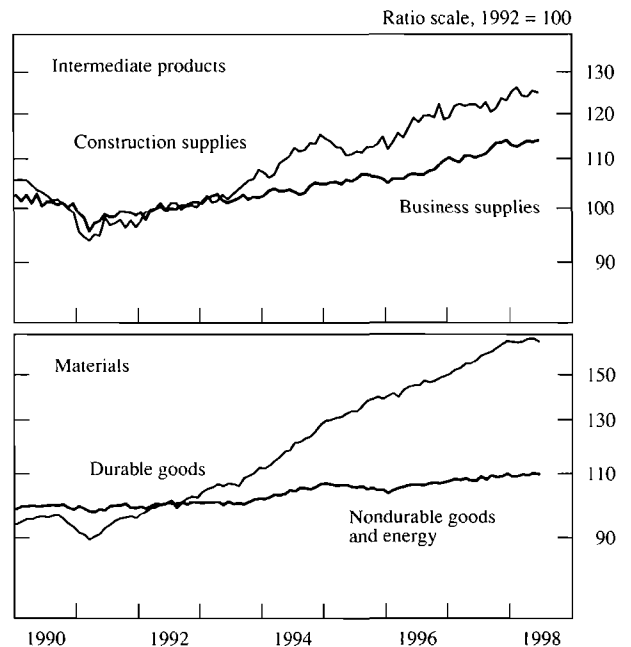 Ratio scale, 1992 = 100
Intermediate products
130
120
Construction supplies
110
Business supplies
100
90
Materials
150
130
Durable goods
110
Nondurable goods
and energy
90
1990 1992 1994 1996 1998